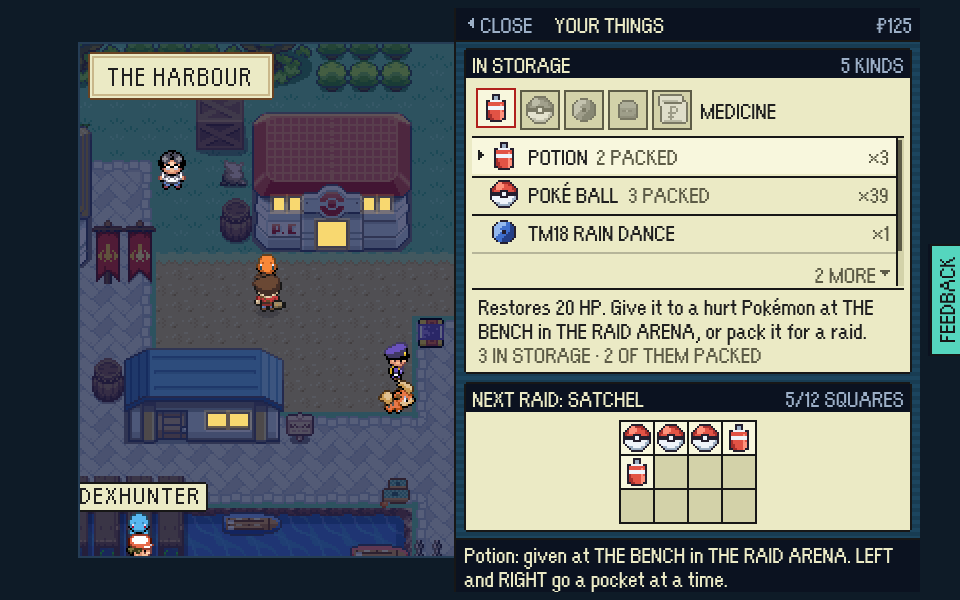 CLOSE YOUR THINGS ₽125
THE HARBOUR
IN STORAGE 5 KINDS
₽ MEDICINE
POTION 2 PACKED ×3
POKÉ BALL 3 PACKED ×39
TM18 RAIN DANCE ×1
2 MORE
Restores 20 HP. Give it to a hurt Pokémon at THE
BENCH in THE RAID ARENA, or pack it for a raid.
3 IN STORAGE · 2 OF THEM PACKED
NEXT RAID: SATCHEL 5/12 SQUARES
P.C
DEXHUNTER
Potion: given at THE BENCH in THE RAID ARENA. LEFT
and RIGHT go a pocket at a time.
FEEDBACK